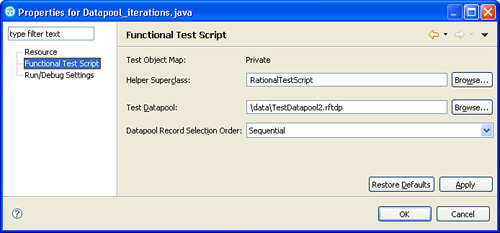 Properties for Datapool_iterations.java
type filter text
Resource
Functional Test Script
Run/Debug Settings
Functional Test Script
Test Object Map: Private
Helper Superclass: RationalTestScript Browse...
Test Datapool: \data\TestDatapool2.rftdp Browse...
Datapool Record Selection Order: Sequential
Restore Defaults Apply
? OK Cancel